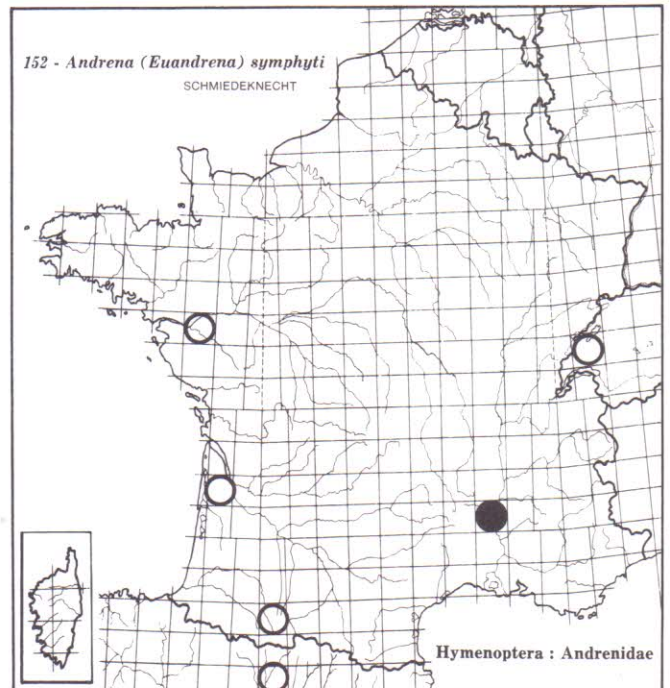 152 - Andrena (Euandrena) symphyti
SCHMIEDEKNECHT
Hymenoptera : Andrenidae